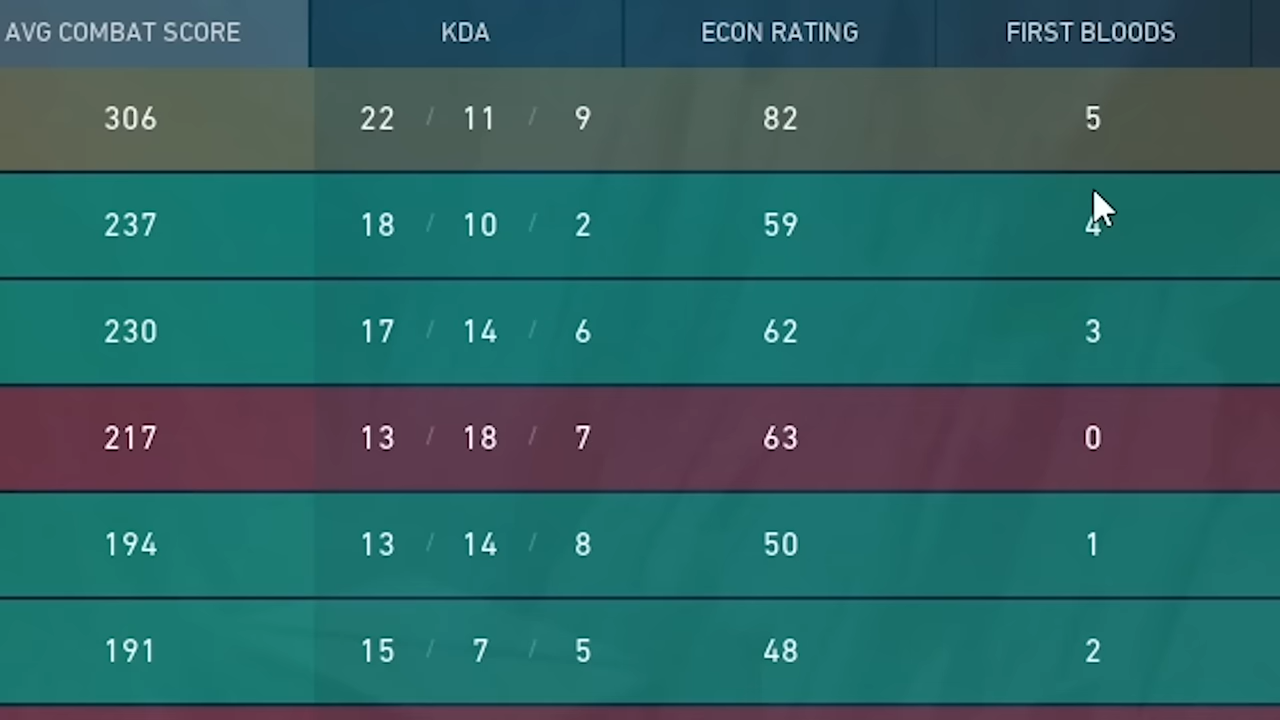 AVG COMBAT SCORE KDA ECON RATING FIRST BLOODS
306 22 / 11 / 9 82 5
237 18 / 10 / 2 59 4
230 17 / 14 / 6 62 3
217 13 / 18 / 7 63 0
194 13 / 14 / 8 50 1
191 15 / 7 / 5 48 2